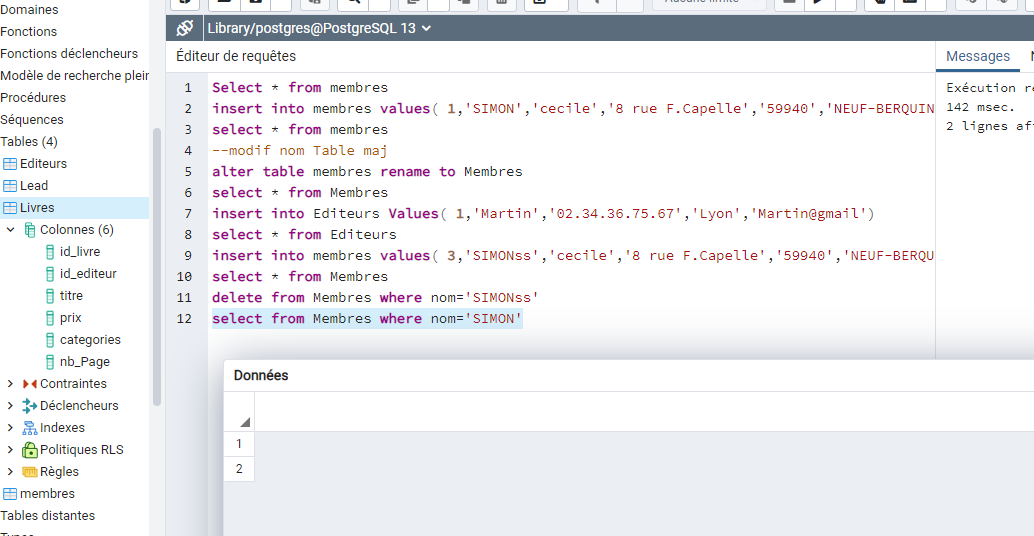 Library/postgres@PostgreSQL 13
Domaines
Fonctions
Fonctions déclencheurs
Modèle de recherche plein
Procédures
Séquences
Tables (4)
Editeurs
Lead
Livres
Colonnes (6)
id_livre
id_editeur
titre
prix
categories
nb_Page
Contraintes
Déclencheurs
Indexes
Politiques RLS
Règles
membres
Tables distantes
Éditeur de requêtes
1 Select * from membres
2 insert into membres values( 1,'SIMON','cecile','8 rue F.Capelle','59940','NEUF-BERQUIN
3 select * from membres
4 --modif nom Table maj
5 alter table membres rename to Membres
6 select * from Membres
7 insert into Editeurs Values( 1,'Martin','02.34.36.75.67','Lyon','Martin@gmail')
8 select * from Editeurs
9 insert into membres values( 3,'SIMONss','cecile','8 rue F.Capelle','59940','NEUF-BERQU
10 select * from Membres
11 delete from Membres where nom='SIMONss'
12 select from Membres where nom='SIMON'
Messages
Exécution re
142 msec.
2 lignes af
Données
1
2